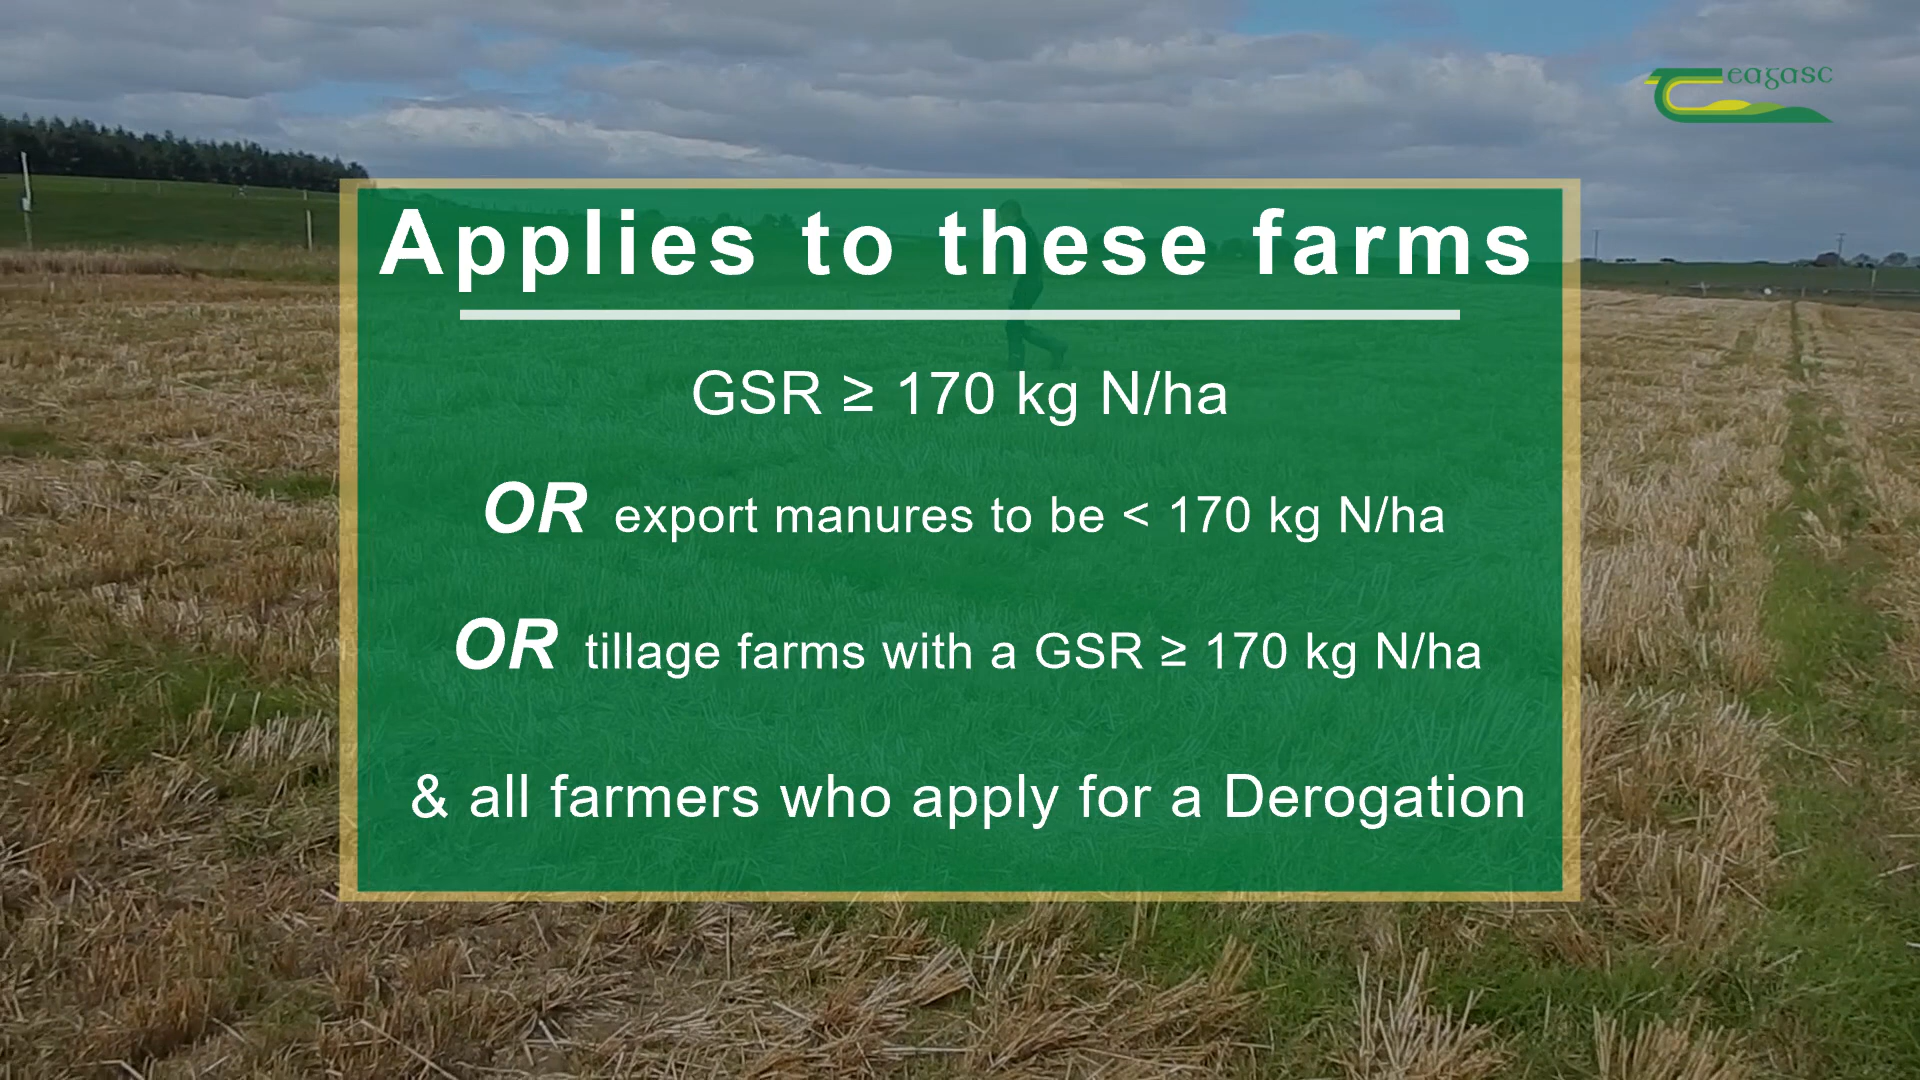 teagasc
Applies to these farms
GSR ≥ 170 kg N/ha
OR export manures to be < 170 kg N/ha
OR tillage farms with a GSR ≥ 170 kg N/ha
& all farmers who apply for a Derogation